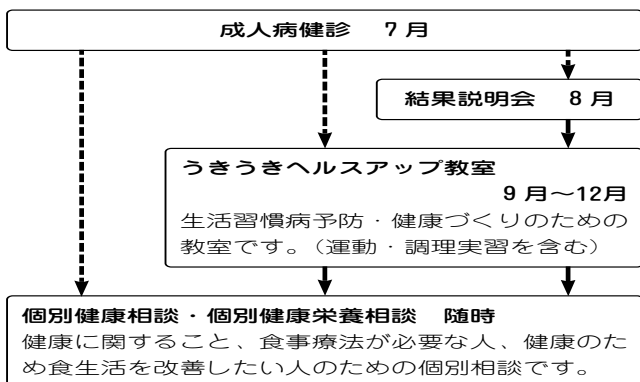 成人病健診　7月
結果説明会　8月
うきうきヘルスアップ教室
9月～12月
生活習慣病予防・健康づくりのための
教室です。（運動・調理実習を含む）
個別健康相談・個別健康栄養相談　随時
健康に関すること、食事療法が必要な人、健康のた
め食生活を改善したい人のための個別相談です。